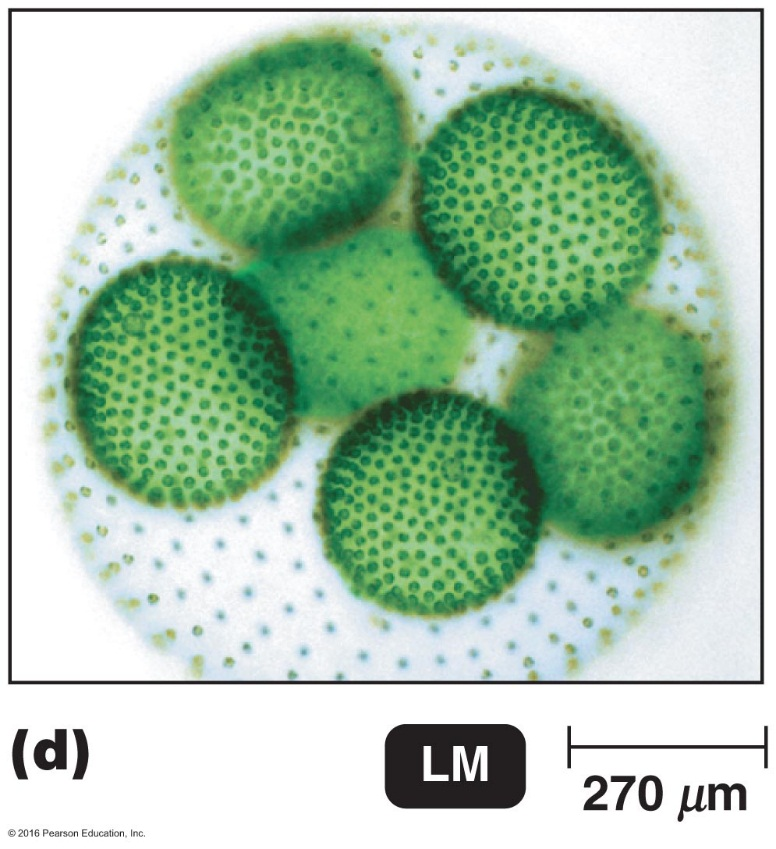 (d)
LM
270 μm
© 2016 Pearson Education, Inc.